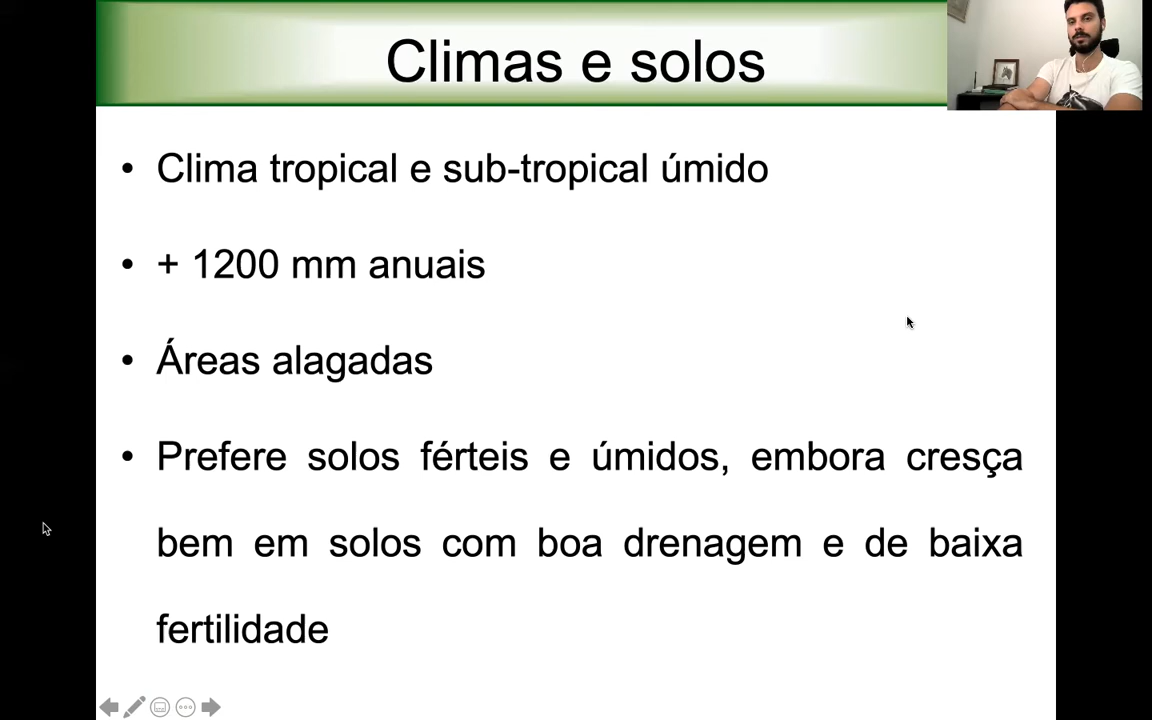 Climas e solos
• Clima tropical e sub-tropical úmido
• + 1200 mm anuais
• Áreas alagadas
• Prefere solos férteis e úmidos, embora cresça
bem em solos com boa drenagem e de baixa
fertilidade